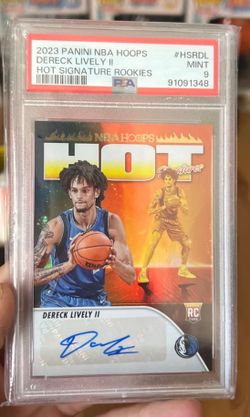 2023 PANINI NBA HOOPS #HSRDL
DERECK LIVELY II MINT
HOT SIGNATURE ROOKIES PSA 9
91091348
NBA HOOPS
HOT
RC
DERECK LIVELY II